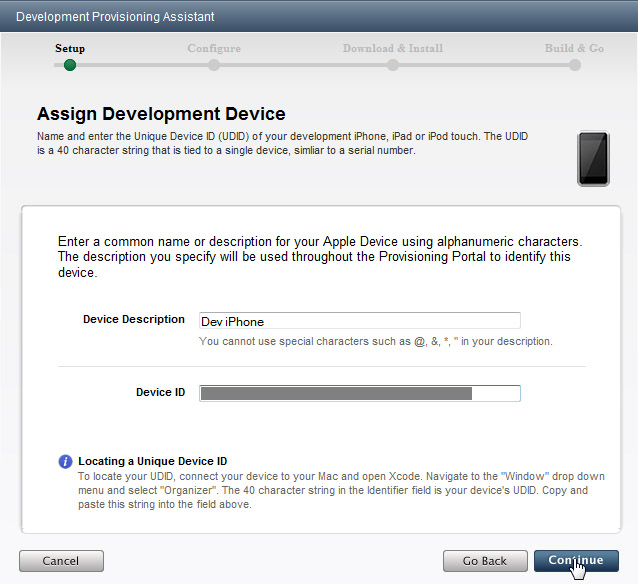 Development Provisioning Assistant
Setup
Configure
Download & Install
Build & Go
Assign Development Device
Name and enter the Unique Device ID (UDID) of your development iPhone, iPad or iPod touch. The UDID
is a 40 character string that is tied to a single device, simliar to a serial number.
Enter a common name or description for your Apple Device using alphanumeric characters.
The description you specify will be used throughout the Provisioning Portal to identify this
device.
Device Description
Dev iPhone
You cannot use special characters such as @, &, *, " in your description.
Device ID
Locating a Unique Device ID
To locate your UDID, connect your device to your Mac and open Xcode. Navigate to the "Window" drop down
menu and select "Organizer". The 40 character string in the Identifier field is your device's UDID. Copy and
paste this string into the field above.
Cancel
Go Back
Continue